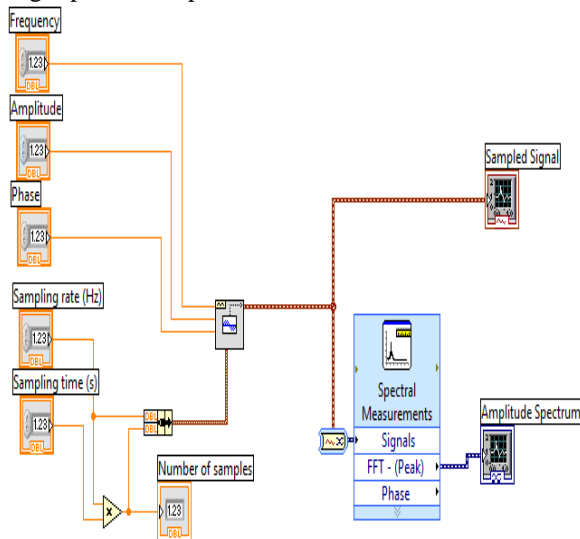 Frequency
1.23
DBL
Amplitude
1.23
DBL
Phase
1.23
DBL
Sampling rate (Hz)
1.23
DBL
Sampling time (s)
1.23
DBL
DBL
DBL
Number of samples
1.23
DBL
Sampled Signal
Spectral
Measurements
Signals
FFT - (Peak)
Phase
Amplitude Spectrum